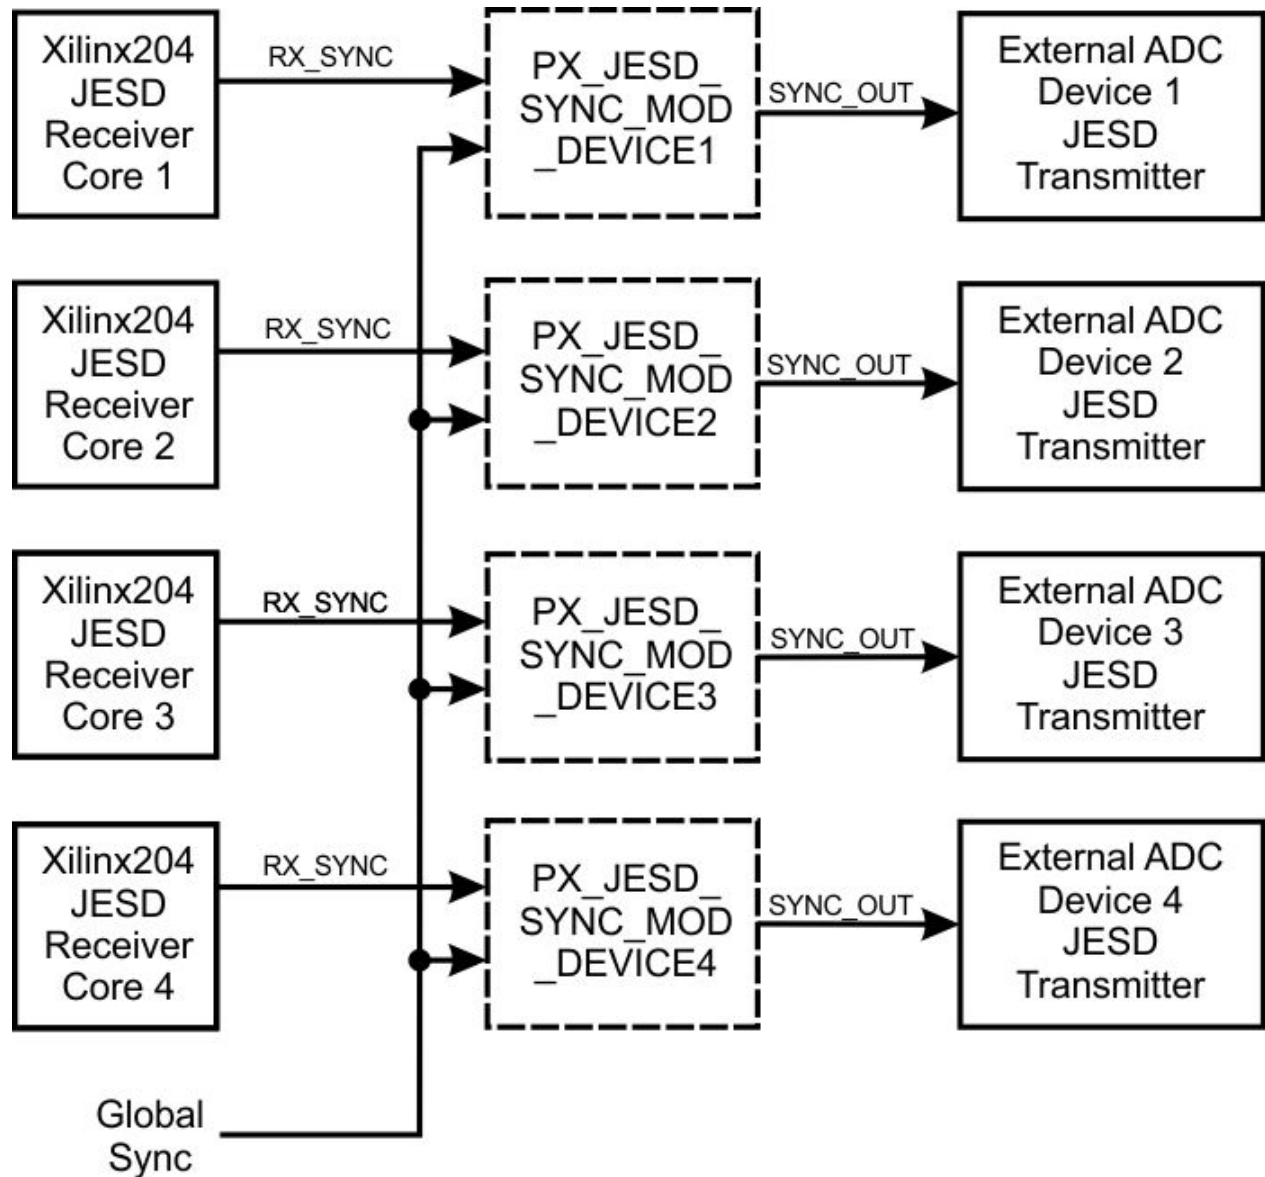 Xilinx204
JESD
Receiver
Core 1
RX_SYNC
PX_JESD_
SYNC_MOD
_DEVICE1
SYNC_OUT
External ADC
Device 1
JESD
Transmitter
Xilinx204
JESD
Receiver
Core 2
RX_SYNC
PX_JESD_
SYNC_MOD
_DEVICE2
SYNC_OUT
External ADC
Device 2
JESD
Transmitter
Xilinx204
JESD
Receiver
Core 3
RX_SYNC
PX_JESD_
SYNC_MOD
_DEVICE3
SYNC_OUT
External ADC
Device 3
JESD
Transmitter
Xilinx204
JESD
Receiver
Core 4
RX_SYNC
PX_JESD_
SYNC_MOD
_DEVICE4
SYNC_OUT
External ADC
Device 4
JESD
Transmitter
Global
Sync